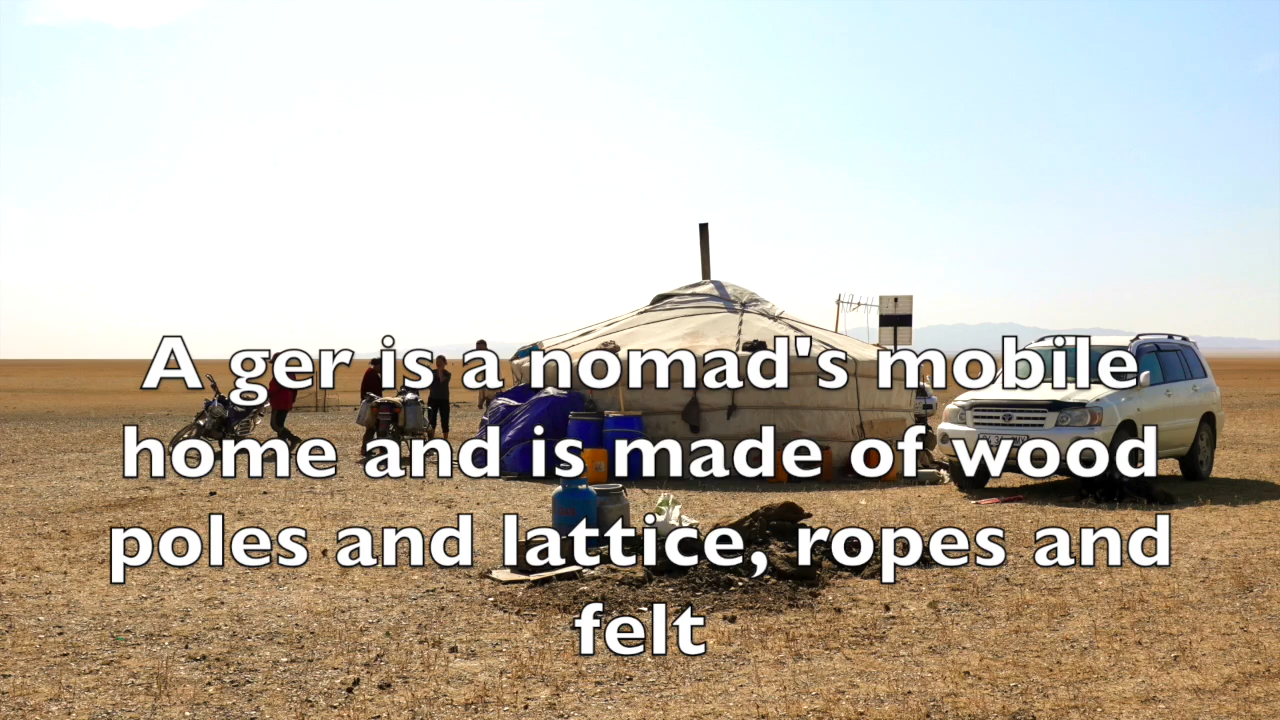 A ger is a nomad's mobile
home and is made of wood
poles and lattice, ropes and
felt